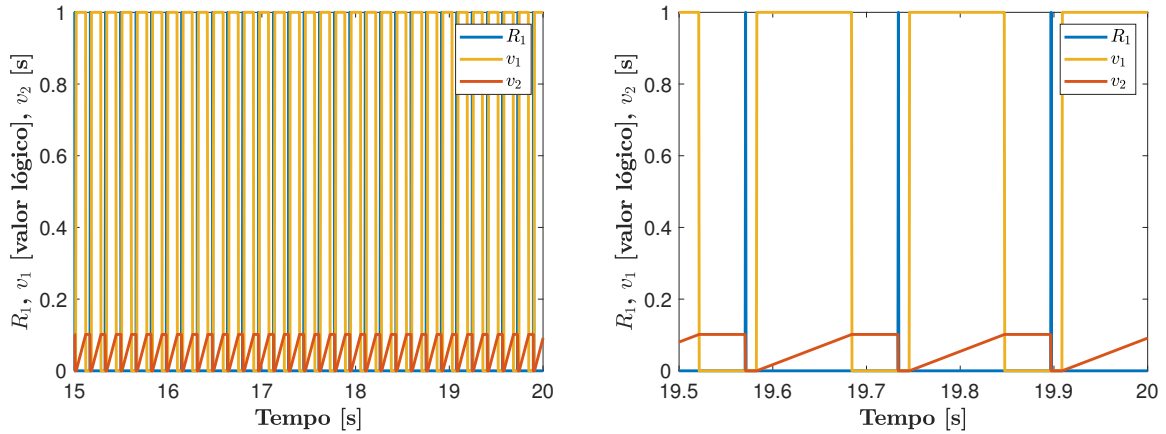 R₁, v₁ [valor lógico], v₂ [s]
1
0.8
0.6
0.4
0.2
0
15
16
17
18
19
20
Tempo [s]
R₁
v₁
v₂
R₁, v₁ [valor lógico], v₂ [s]
1
0.8
0.6
0.4
0.2
0
19.5
19.6
19.7
19.8
19.9
20
Tempo [s]
R₁
v₁
v₂